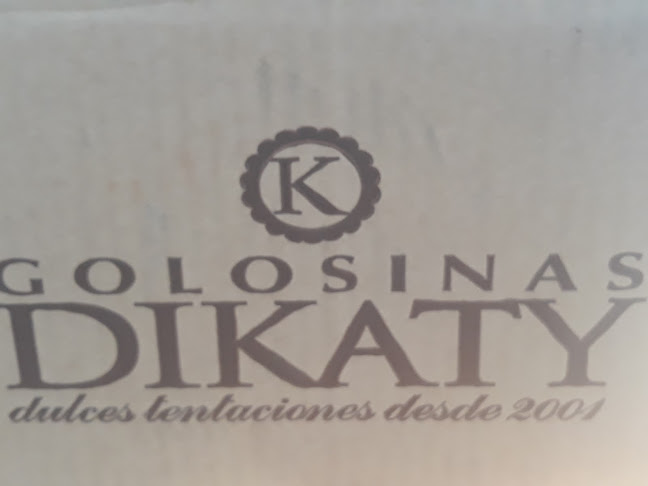 K
GOLOSINAS
DIKATY
dulces tentaciones desde 2001